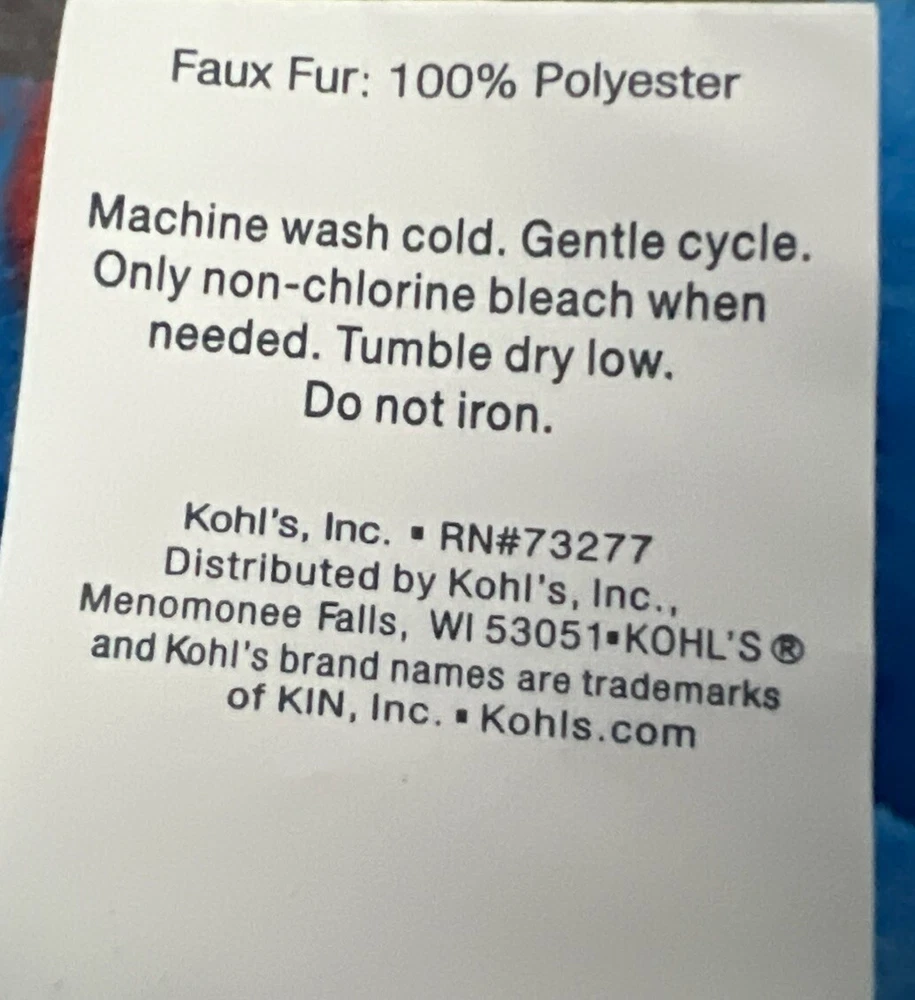 Faux Fur: 100% Polyester
Machine wash cold. Gentle cycle.
Only non-chlorine bleach when
needed. Tumble dry low.
Do not iron.
Kohl's, Inc. ▪ RN#73277
Distributed by Kohl's, Inc.,
Menomonee Falls, WI 53051▪KOHL'S®
and Kohl's brand names are trademarks
of KIN, Inc. ▪ Kohls.com